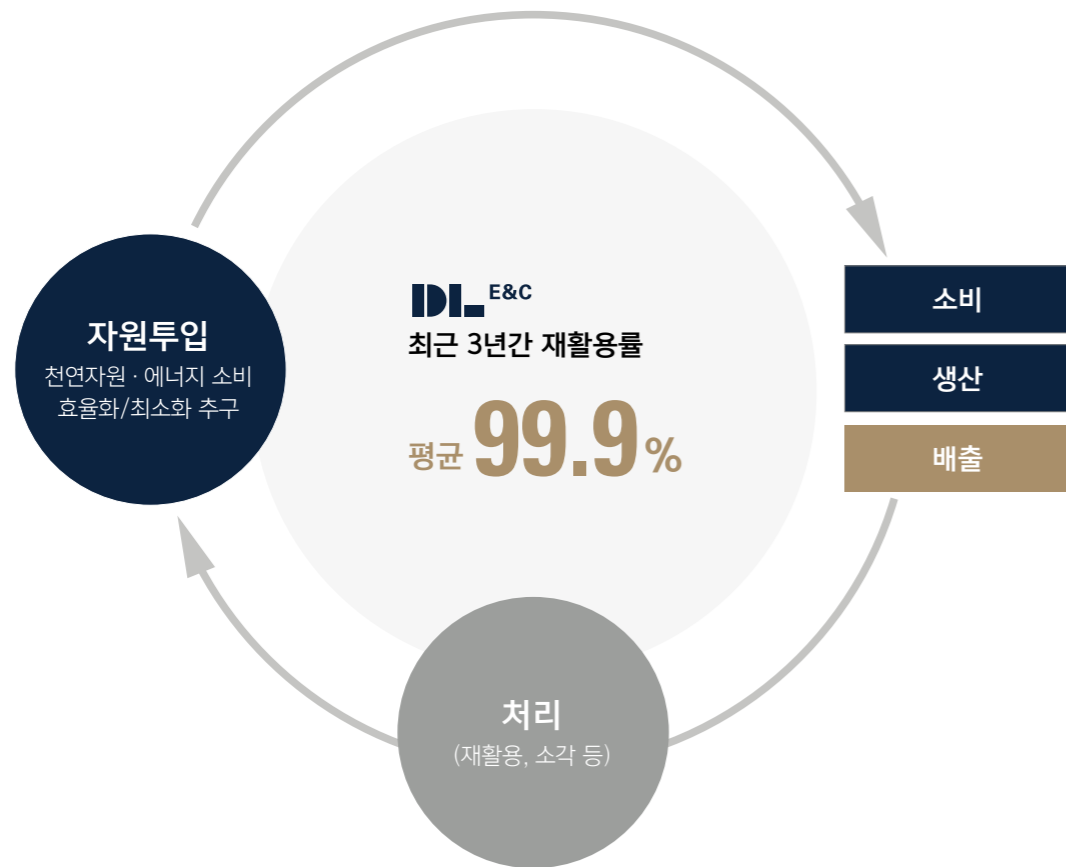 DL E&C
최근 3년간 재활용률
평균 99.9%
자원투입
천연자원 · 에너지 소비
효율화/최소화 추구
소비
생산
배출
처리
(재활용, 소각 등)